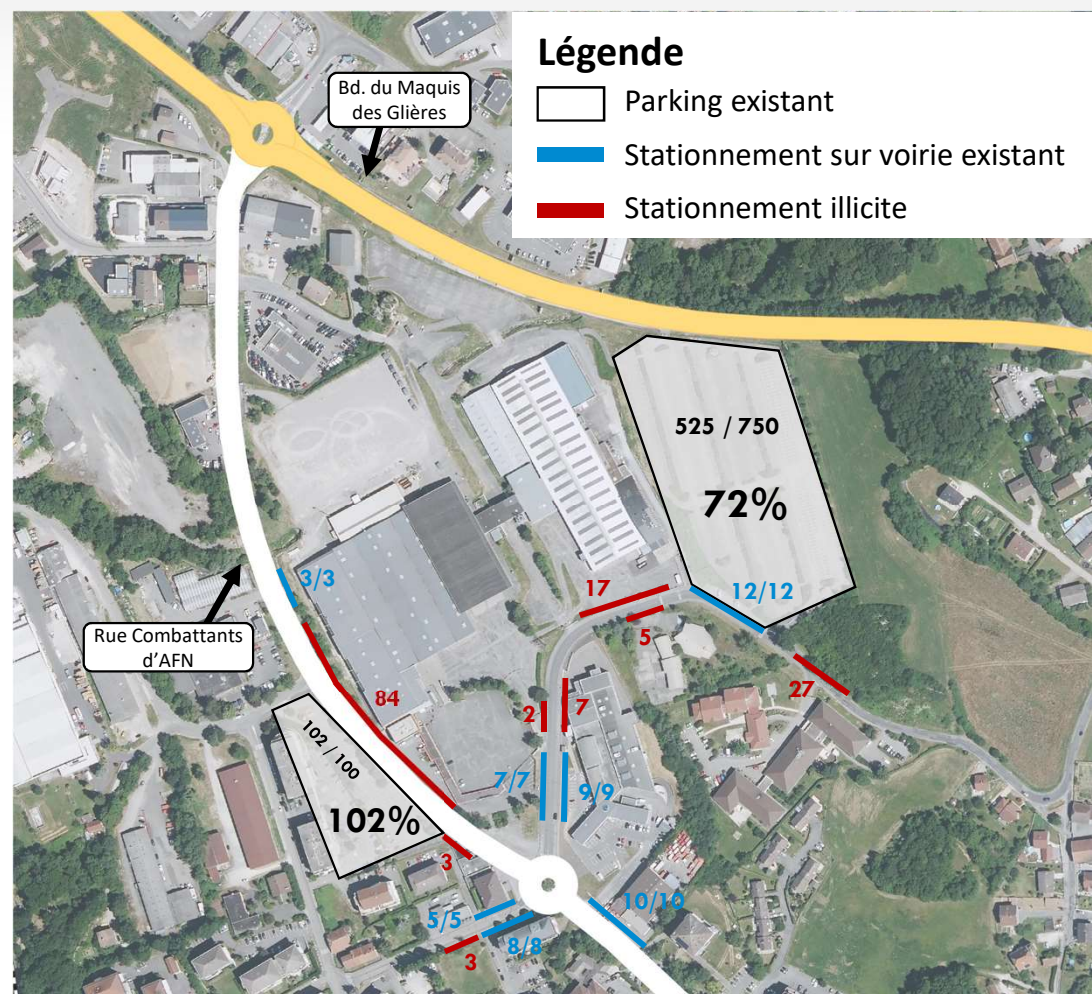 Légende
Parking existant
Stationnement sur voirie existant
Stationnement illicite
Bd. du Maquis
des Glières
525 / 750
72%
3/3
17
12/12
5
Rue Combattants
d’AFN
27
84
2
7
102 / 100
102%
7/7
9/9
3
5/5
10/10
8/8
3